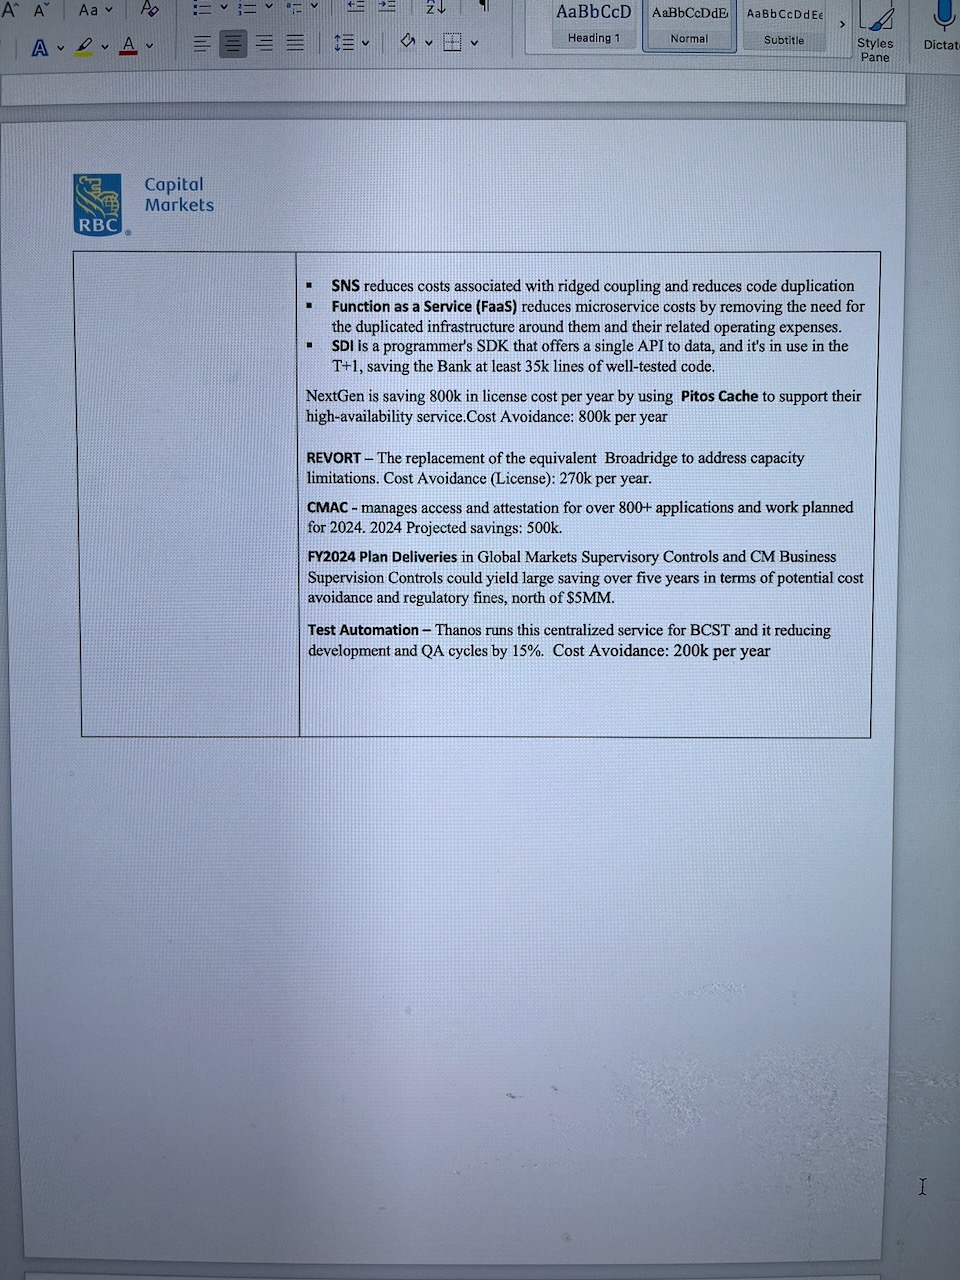 Aa
A
A
AaBbCcD
AaBbCcDdE
AaBbCcDdEe
Heading 1
Normal
Subtitle
Styles
Pane
Dictat
Capital
Markets
RBC
▪ SNS reduces costs associated with ridged coupling and reduces code duplication
▪ Function as a Service (FaaS) reduces microservice costs by removing the need for
the duplicated infrastructure around them and their related operating expenses.
▪ SDI is a programmer's SDK that offers a single API to data, and it's in use in the
T+1, saving the Bank at least 35k lines of well-tested code.
NextGen is saving 800k in license cost per year by using Pitos Cache to support their
high-availability service.Cost Avoidance: 800k per year
REVORT – The replacement of the equivalent Broadridge to address capacity
limitations. Cost Avoidance (License): 270k per year.
CMAC - manages access and attestation for over 800+ applications and work planned
for 2024. 2024 Projected savings: 500k.
FY2024 Plan Deliveries in Global Markets Supervisory Controls and CM Business
Supervision Controls could yield large saving over five years in terms of potential cost
avoidance and regulatory fines, north of $5MM.
Test Automation – Thanos runs this centralized service for BCST and it reducing
development and QA cycles by 15%. Cost Avoidance: 200k per year